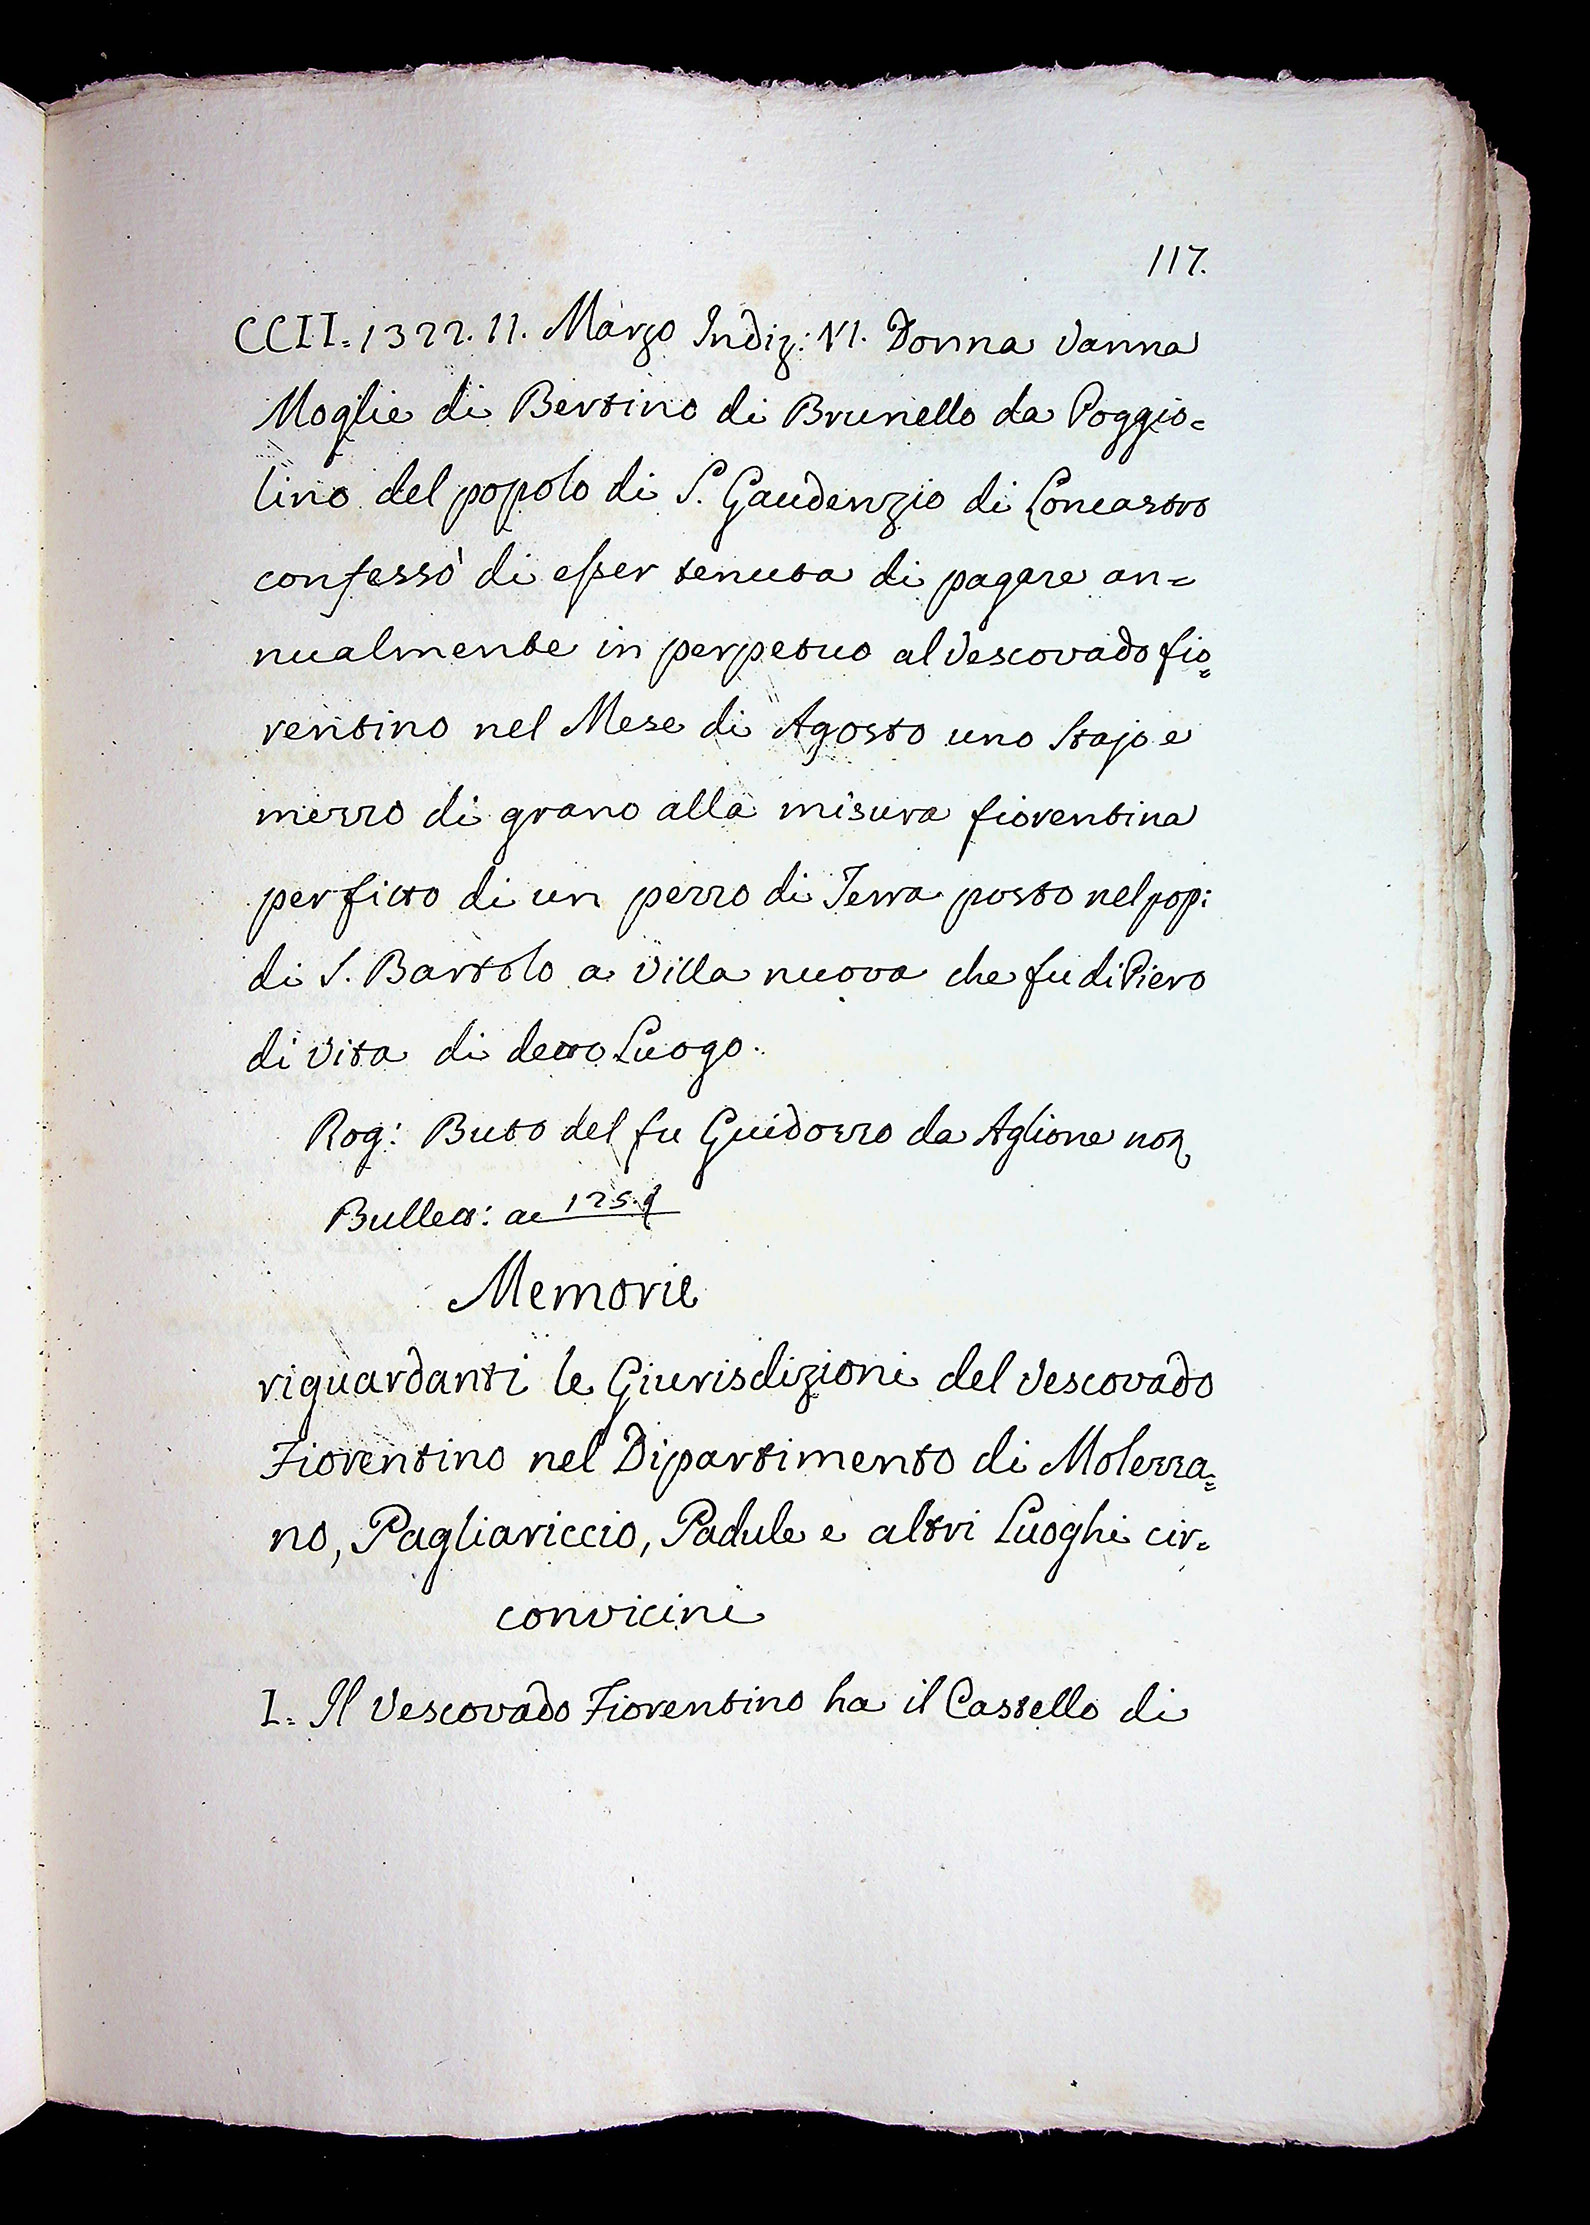 117.
CCII. 1322. 11. Marzo Indiz: VI. Donna Vanna
Moglie di Bertino di Brunello da Poggio=
lino del popolo di S. Gaudenzio di Loncastro
confessò di esser tenuta di pagare an=
nualmente in perpetuo al Vescovado fio=
rentino nel Mese di Agosto uno Stajo e
mezzo di grano alla misura fiorentina
per fitto di un pezzo di Terra posto nel pop:
di S. Bartolo a Villa nuova che fu di Piero
di Vita di detto Luogo.
Rog: Buto del fu Guidozzo da Aglione not
Bullett: a 125.
Memorie
riguardanti le Giurisdizioni del Vescovado
Fiorentino nel Dipartimento di Molezza=
no, Pagliariccio, Padule e altri Luoghi cir=
convicini
I. Il Vescovado Fiorentino ha il Castello di